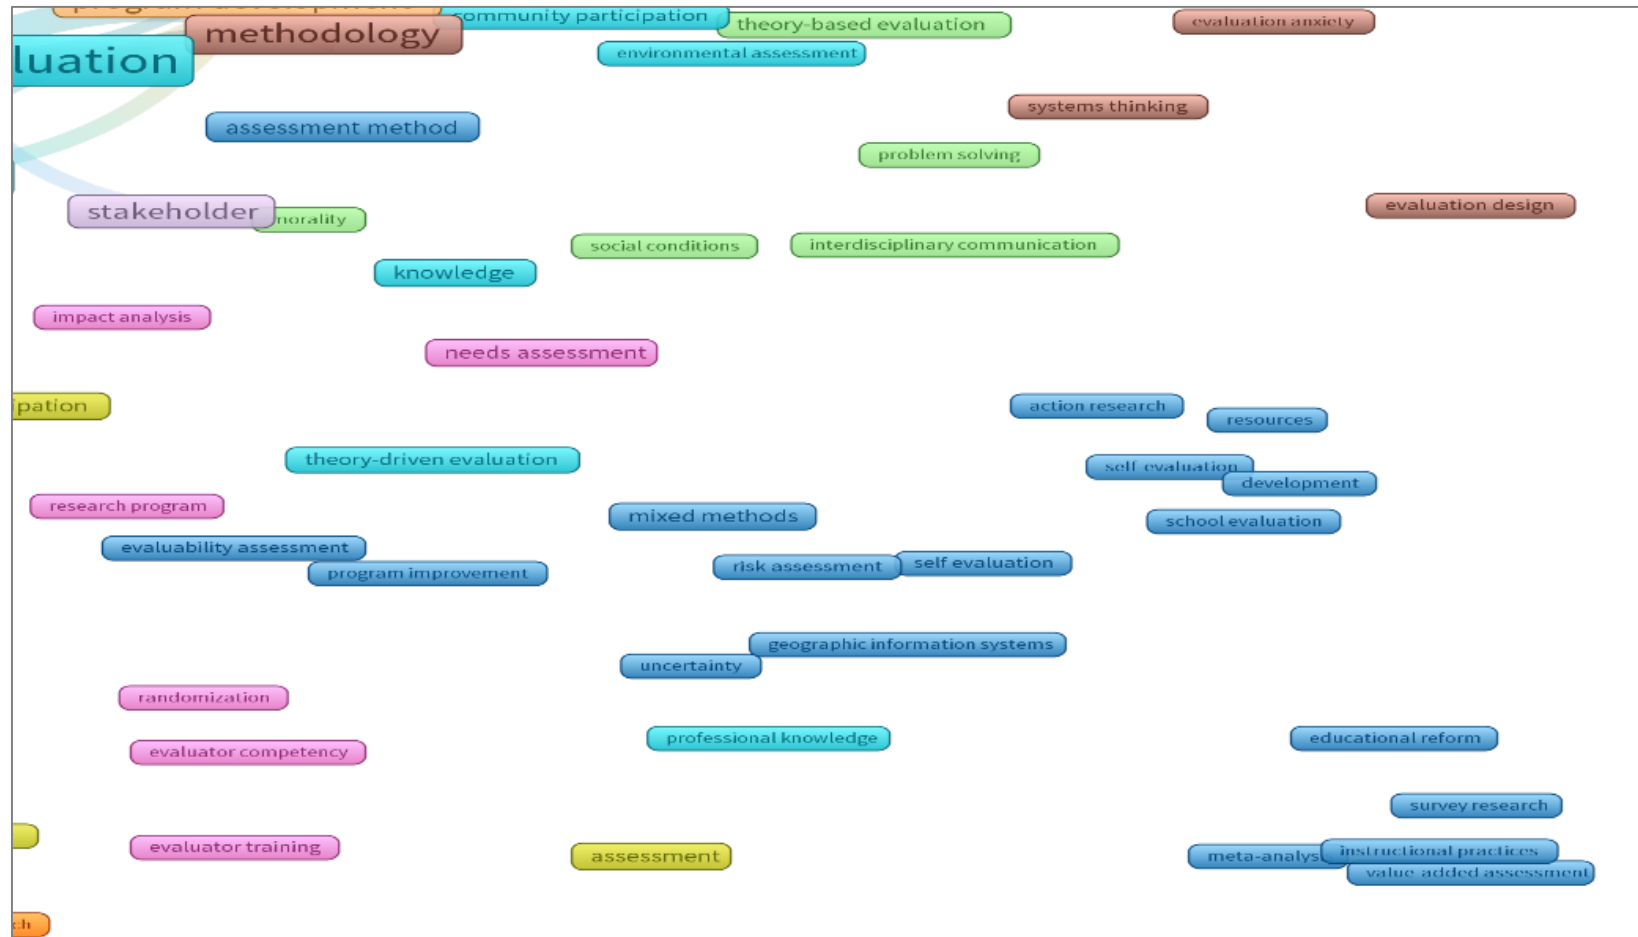 program development
community participation
theory-based evaluation
evaluation anxiety
methodology
luation
environmental assessment
systems thinking
assessment method
problem solving
evaluation design
stakeholder
morality
social conditions
interdisciplinary communication
knowledge
impact analysis
needs assessment
ipation
action research
resources
theory-driven evaluation
self evaluation
development
research program
mixed methods
school evaluation
evaluability assessment
program improvement
risk assessment
self evaluation
geographic information systems
uncertainty
randomization
evaluator competency
professional knowledge
educational reform
survey research
evaluator training
assessment
meta-analys
instructional practices
value added assessment
ch